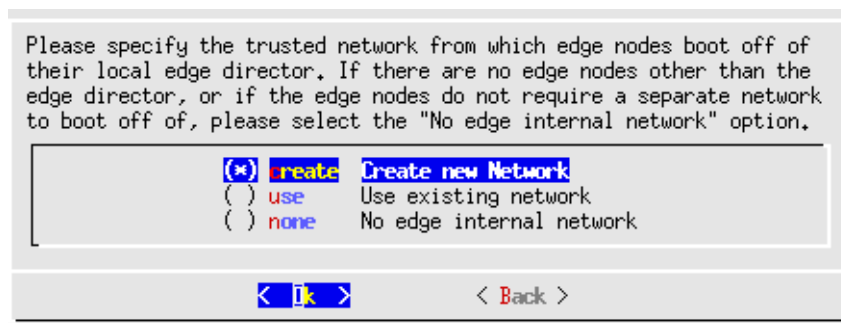 Please specify the trusted network from which edge nodes boot off of
their local edge director. If there are no edge nodes other than the
edge director, or if the edge nodes do not require a separate network
to boot off of, please select the "No edge internal network" option.
(*) create Create new Network
( ) use Use existing network
( ) none No edge internal network
< Ok > < Back >